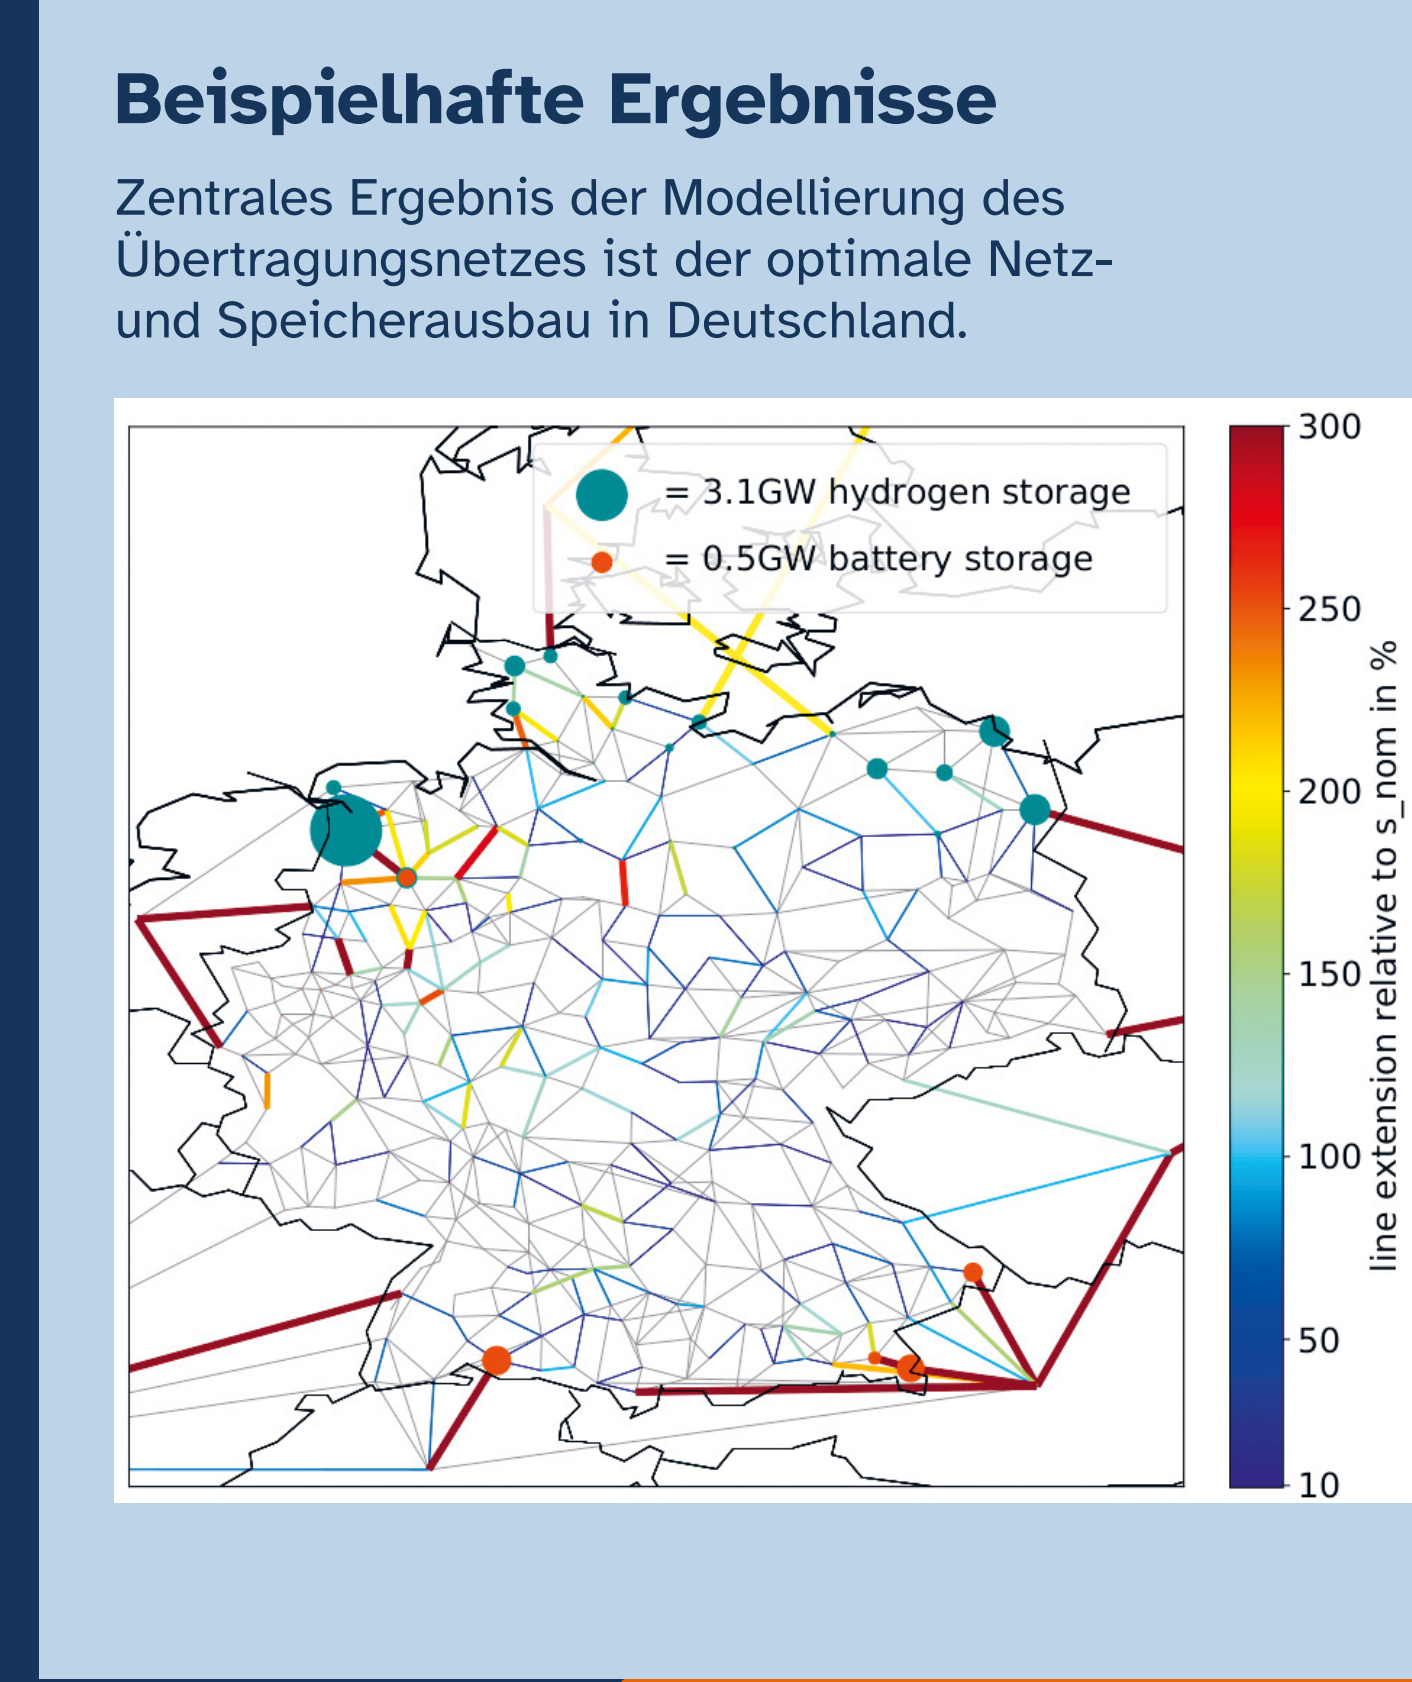 Beispielhafte Ergebnisse
Zentrales Ergebnis der Modellierung des
Übertragungsnetzes ist der optimale Netz-
und Speicherausbau in Deutschland.
= 3.1GW hydrogen storage
= 0.5GW battery storage
300
250
200
150
100
50
10
line extension relative to s_nom in %